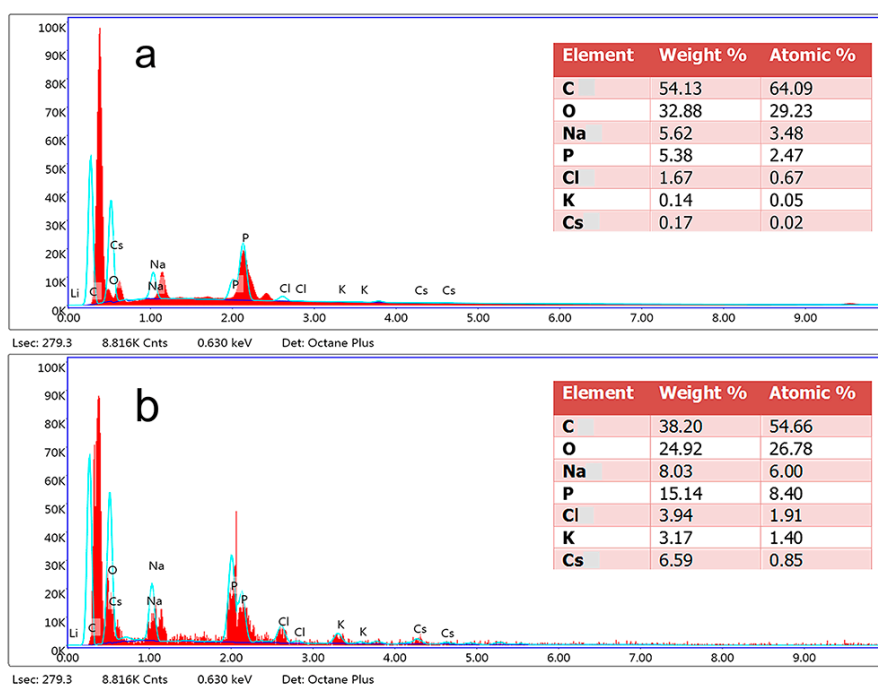 a
100K
90K
80K
70K
60K
50K
40K
30K
20K
10K
0K
Li C O Cs Na Na P P Cl Cl K K Cs Cs
0.00 1.00 2.00 3.00 4.00 5.00 6.00 7.00 8.00 9.00
Element Weight % Atomic %
C 54.13 64.09
O 32.88 29.23
Na 5.62 3.48
P 5.38 2.47
Cl 1.67 0.67
K 0.14 0.05
Cs 0.17 0.02
Lsec: 279.3 8.816K Cnts 0.630 keV Det: Octane Plus
b
100K
90K
80K
70K
60K
50K
40K
30K
20K
10K
0K
Li C O Cs Na Na P P Cl Cl K K Cs Cs
0.00 1.00 2.00 3.00 4.00 5.00 6.00 7.00 8.00 9.00
Element Weight % Atomic %
C 38.20 54.66
O 24.92 26.78
Na 8.03 6.00
P 15.14 8.40
Cl 3.94 1.91
K 3.17 1.40
Cs 6.59 0.85
Lsec: 279.3 8.816K Cnts 0.630 keV Det: Octane Plus